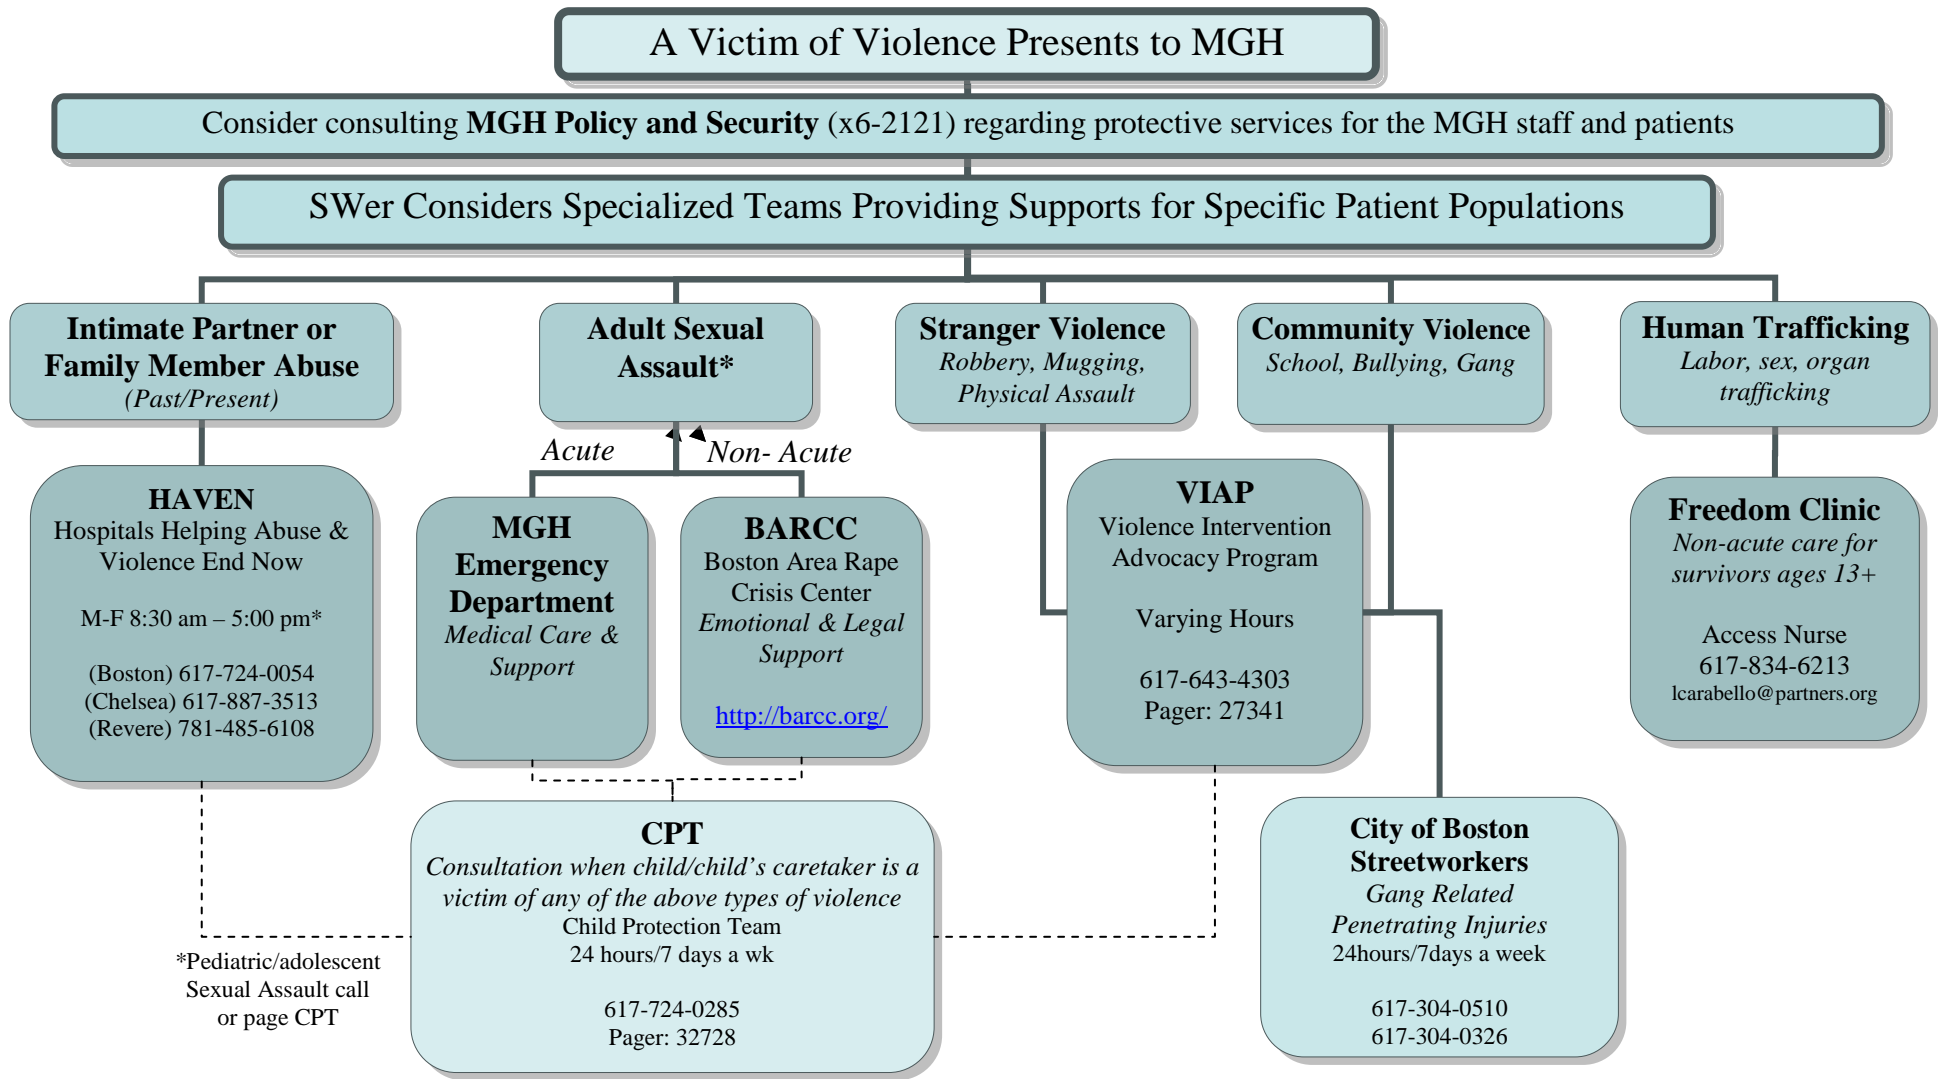 A Victim of Violence Presents to MGH
Consider consulting MGH Policy and Security (x6-2121) regarding protective services for the MGH staff and patients
SWer Considers Specialized Teams Providing Supports for Specific Patient Populations
Intimate Partner or
Family Member Abuse
(Past/Present)
Adult Sexual
Assault*
Stranger Violence
Robbery, Mugging,
Physical Assault
Community Violence
School, Bullying, Gang
Human Trafficking
Labor, sex, organ
trafficking
Acute
Non- Acute
HAVEN
Hospitals Helping Abuse &
Violence End Now
M-F 8:30 am – 5:00 pm*
(Boston) 617-724-0054
(Chelsea) 617-887-3513
(Revere) 781-485-6108
MGH
Emergency
Department
Medical Care &
Support
BARCC
Boston Area Rape
Crisis Center
Emotional & Legal
Support
http://barcc.org/
VIAP
Violence Intervention
Advocacy Program
Varying Hours
617-643-4303
Pager: 27341
Freedom Clinic
Non-acute care for
survivors ages 13+
Access Nurse
617-834-6213
lcarabello@partners.org
CPT
Consultation when child/child’s caretaker is a
victim of any of the above types of violence
Child Protection Team
24 hours/7 days a wk
617-724-0285
Pager: 32728
City of Boston
Streetworkers
Gang Related
Penetrating Injuries
24hours/7days a week
617-304-0510
617-304-0326
*Pediatric/adolescent
Sexual Assault call
or page CPT